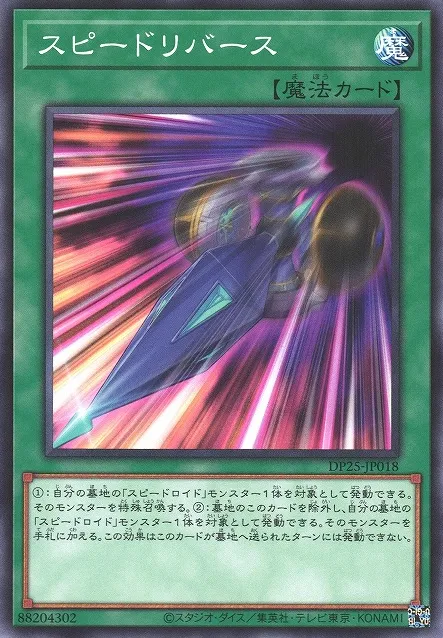 スピードリバース
魔
【魔法カード】
DP25-JP018
①：自分の墓地の「スピードロイド」モンスター１体を対象として発動できる。
そのモンスターを特殊召喚する。②：墓地のこのカードを除外し、自分の墓地
の「スピードロイド」モンスター１体を対象として発動できる。そのモンスターを
手札に加える。この効果はこのカードが墓地へ送られたターンには発動できない。
88204302
©スタジオ・ダイス／集英社・テレビ東京・KONAMI